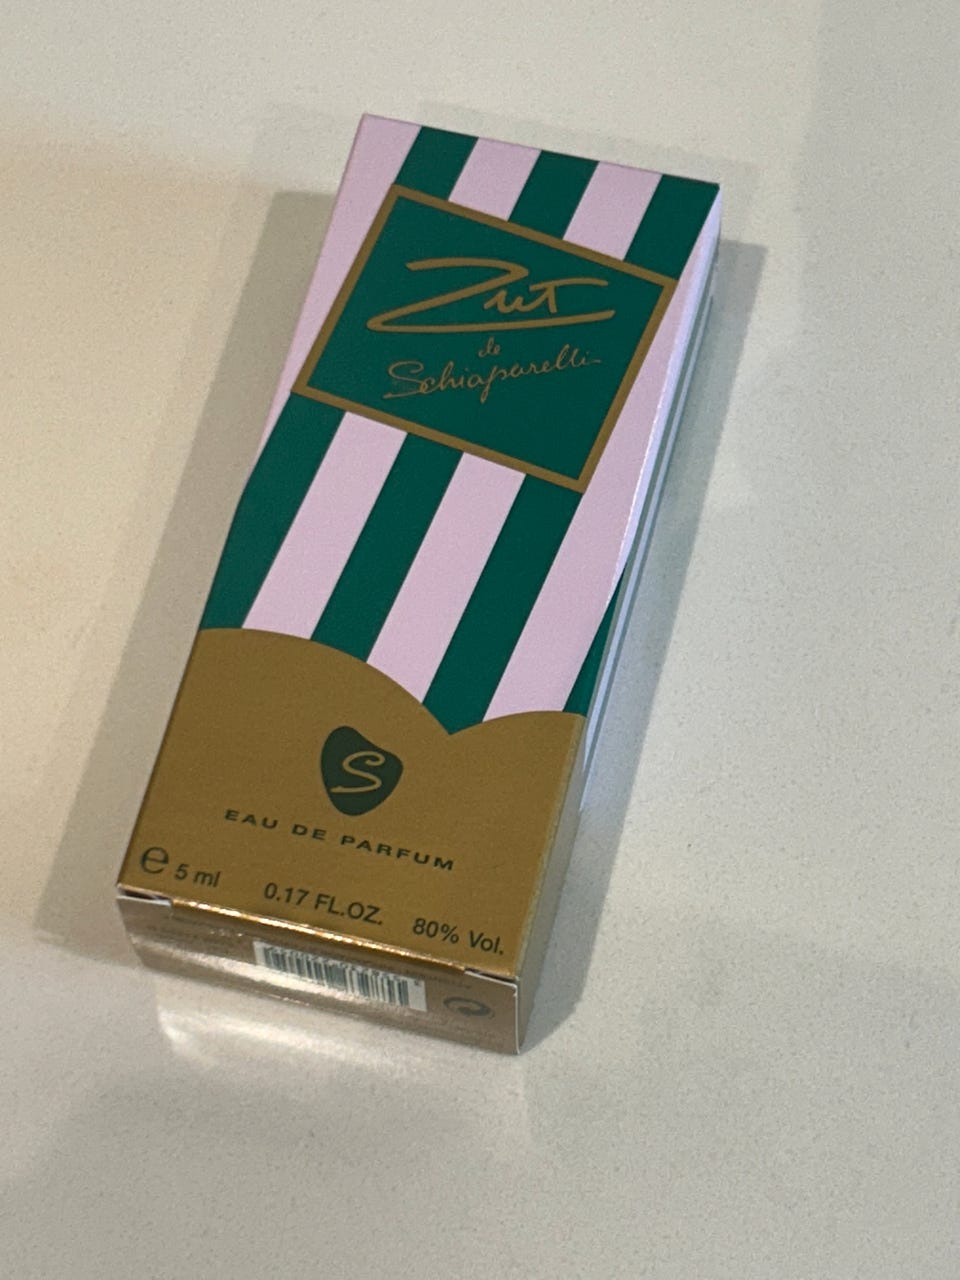 Zut
de
Schiaparelli
S
EAU DE PARFUM
e 5 ml 0.17 FL.OZ. 80% Vol.